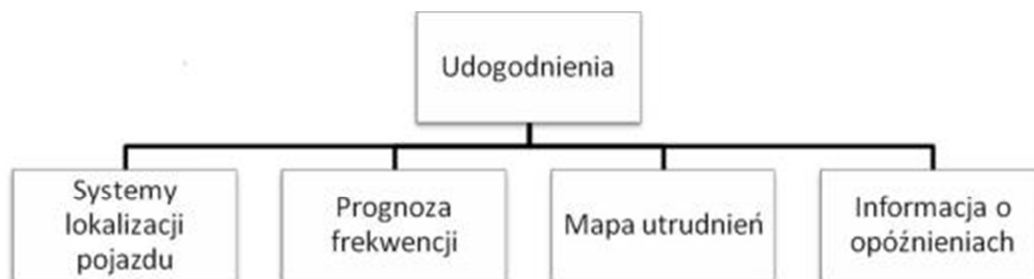 Udogodnienia
Systemy
lokalizacji
pojazdu
Prognoza
frekwencji
Mapa utrudnień
Informacja o
opóźnieniach